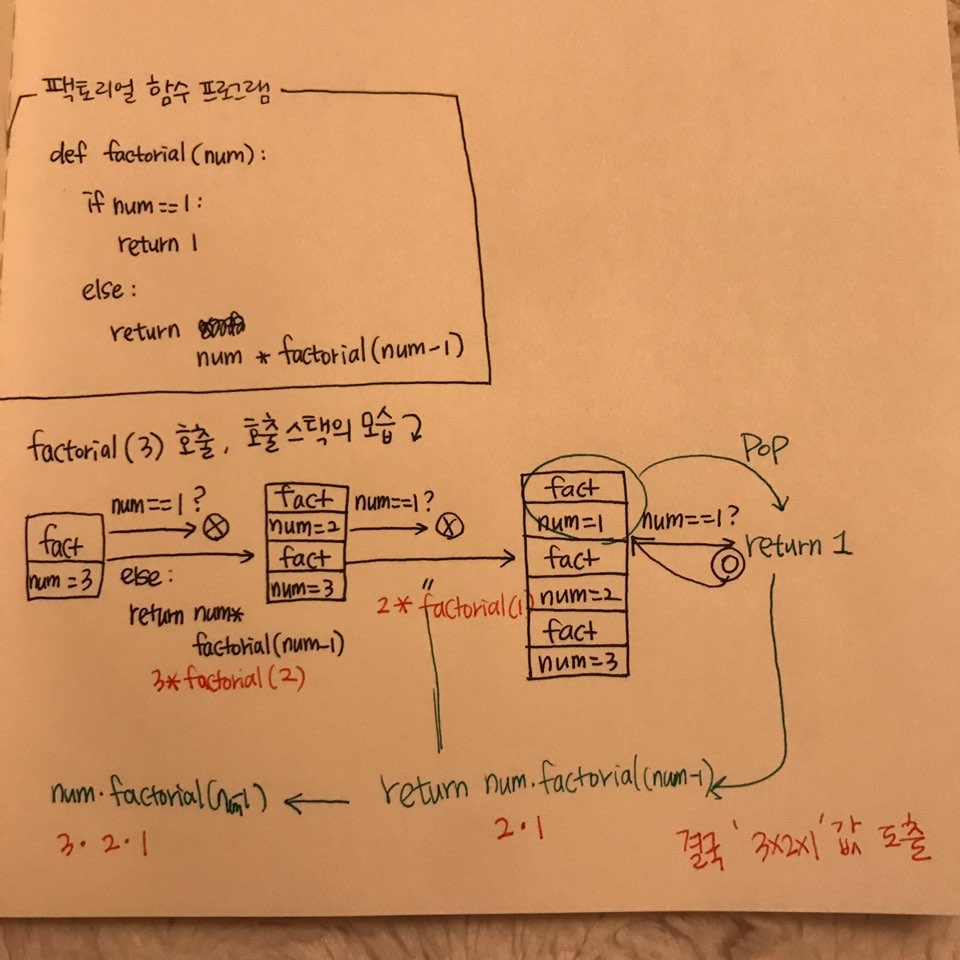 팩토리얼 함수 프로그램
def factorial(num):
if num==1:
return 1
else:
return
num * factorial(num-1)
factorial(3) 호출, 호출스택의 모습
fact
num=3
num==1?
else:
return num*
factorial(num-1)
3*factorial(2)
fact
num=2
fact
num=3
num==1?
"
2*factorial(1)
fact
num=1
fact
num=2
fact
num=3
num==1?
POP
return 1
return num·factorial(num-1)
2·1
num·factorial(num-1)
3·2·1
결국 '3x2x1' 값 도출